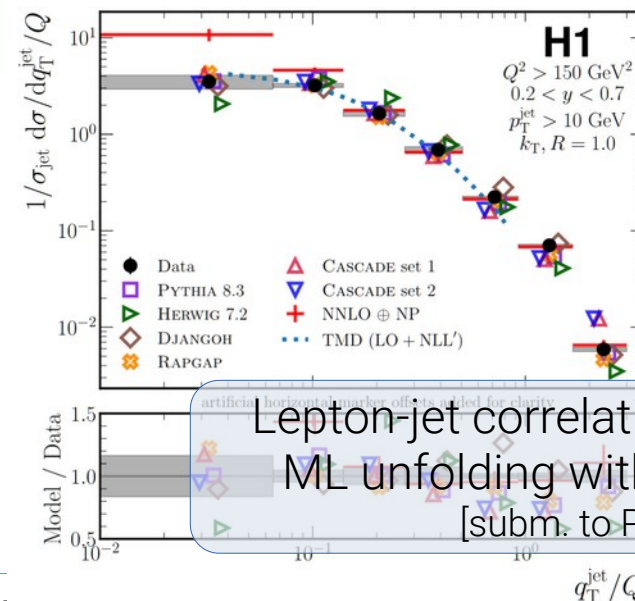 H1
Q² > 150 GeV²
0.2 < y < 0.7
p_T^jet > 10 GeV
k_T, R = 1.0
1/σ_jet dσ/dq_T^jet/Q
10¹
10⁰
10⁻¹
10⁻²
Data
PYTHIA 8.3
HERWIG 7.2
DJANGOH
RAPGAP
CASCADE set 1
CASCADE set 2
NNLO ⊕ NP
TMD (LO + NLL′)
artificial horizontal marker offsets added for clarity
Model / Data
1.5
1.0
0.5
Lepton-jet correlat
ML unfolding with
[subm. to P
10⁻²
10⁻¹
10⁰
q_T^jet/Q